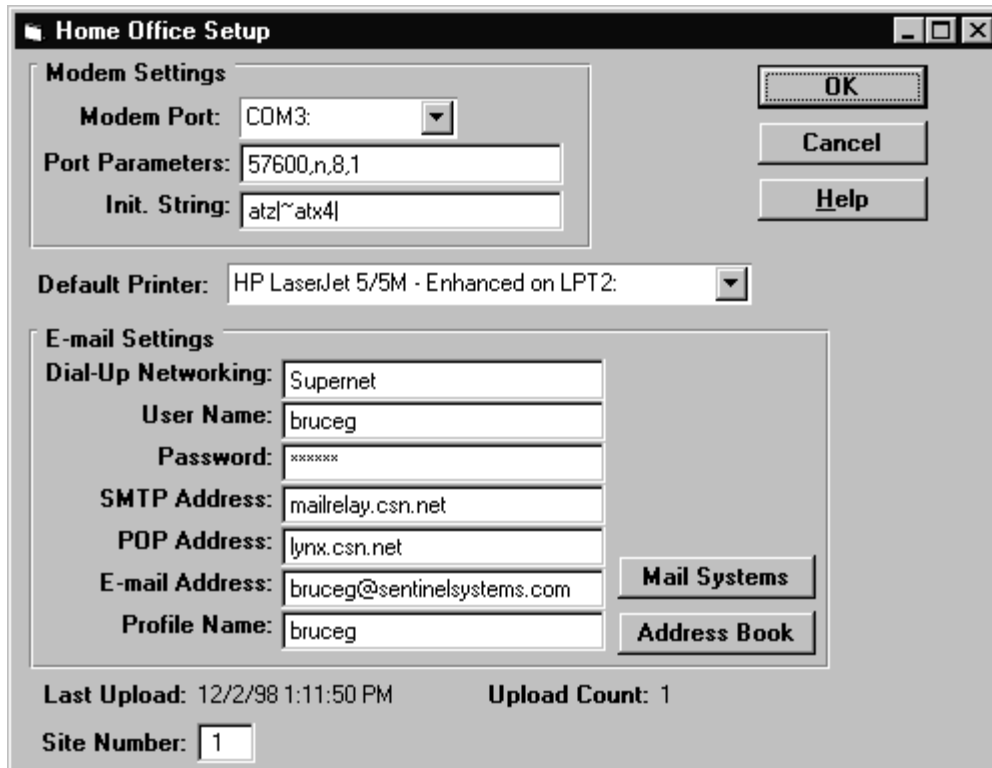 Home Office Setup
Modem Settings
Modem Port: COM3:
Port Parameters: 57600,n,8,1
Init. String: atz|~atx4|
OK
Cancel
Help
Default Printer: HP LaserJet 5/5M - Enhanced on LPT2:
E-mail Settings
Dial-Up Networking: Supernet
User Name: bruceg
Password: ××××××
SMTP Address: mailrelay.csn.net
POP Address: lynx.csn.net
E-mail Address: bruceg@sentinelsystems.com
Profile Name: bruceg
Mail Systems
Address Book
Last Upload: 12/2/98 1:11:50 PM Upload Count: 1
Site Number: 1